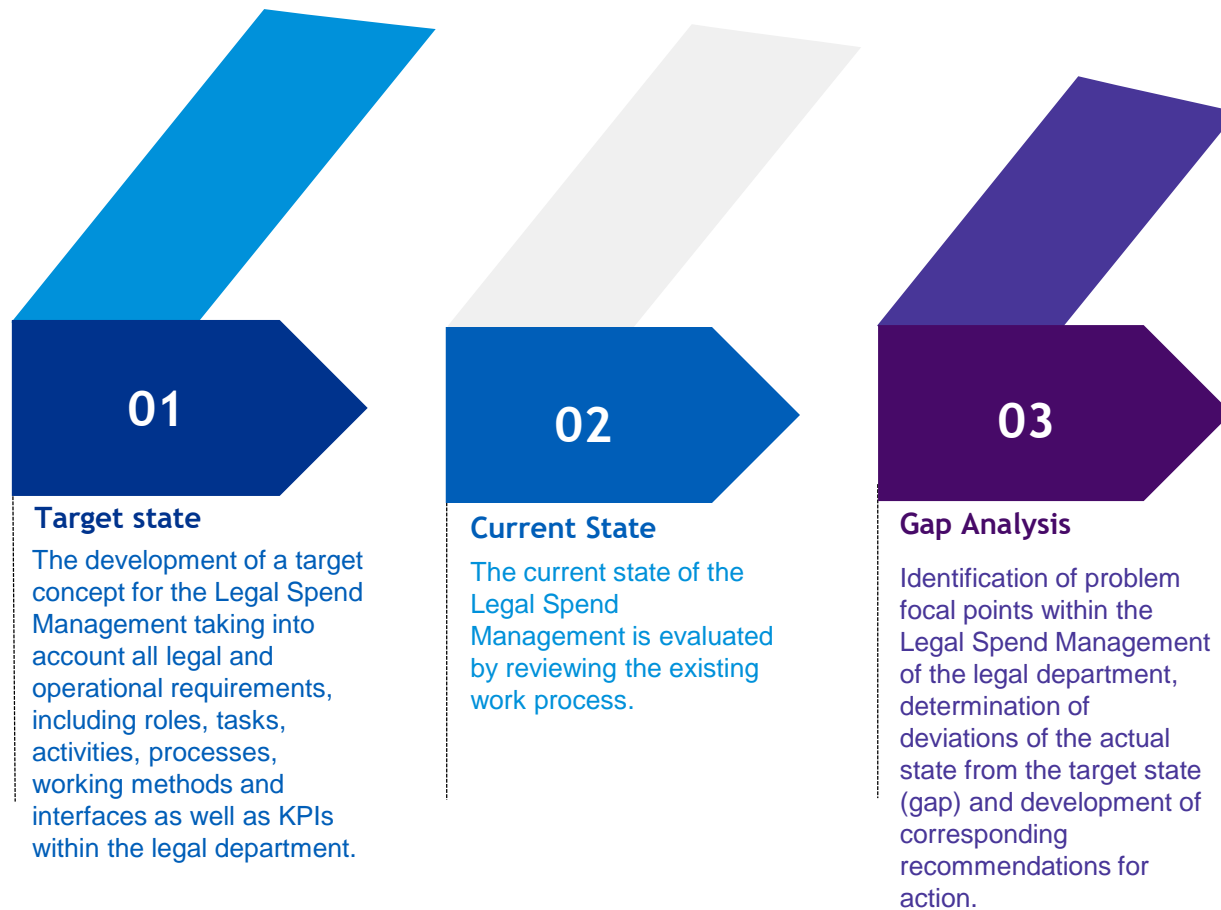 01
Target state
The development of a target
concept for the Legal Spend
Management taking into
account all legal and
operational requirements,
including roles, tasks,
activities, processes,
working methods and
interfaces as well as KPIs
within the legal department.
02
Current State
The current state of the
Legal Spend
Management is evaluated
by reviewing the existing
work process.
03
Gap Analysis
Identification of problem
focal points within the
Legal Spend Management
of the legal department,
determination of
deviations of the actual
state from the target state
(gap) and development of
corresponding
recommendations for
action.